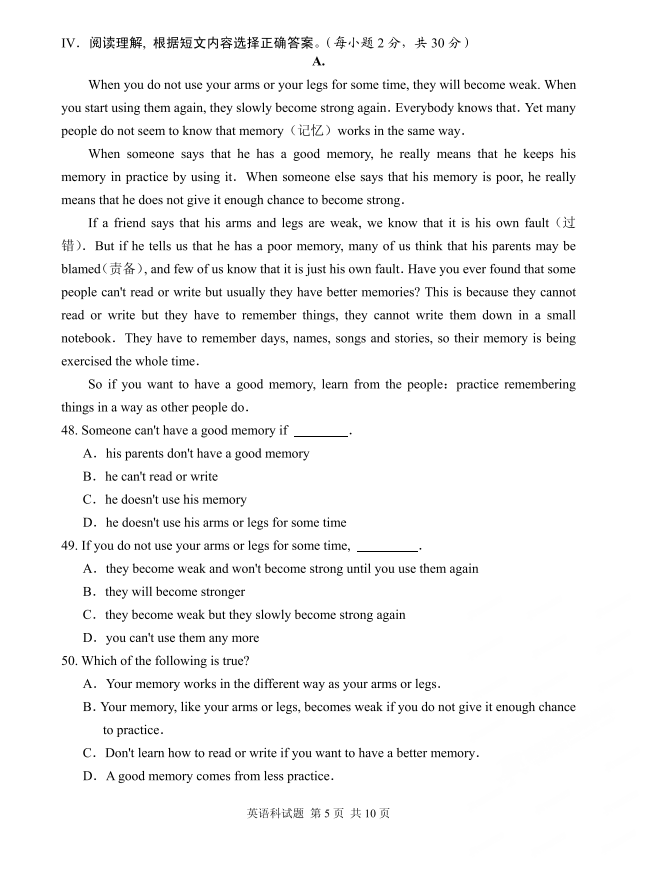 IV．阅读理解, 根据短文内容选择正确答案。（每小题 2 分，共 30 分）
A.
When you do not use your arms or your legs for some time, they will become weak. When
you start using them again, they slowly become strong again．Everybody knows that．Yet many
people do not seem to know that memory（记忆）works in the same way．
When someone says that he has a good memory, he really means that he keeps his
memory in practice by using it．When someone else says that his memory is poor, he really
means that he does not give it enough chance to become strong．
If a friend says that his arms and legs are weak, we know that it is his own fault（过
错）．But if he tells us that he has a poor memory, many of us think that his parents may be
blamed（责备）, and few of us know that it is just his own fault．Have you ever found that some
people can't read or write but usually they have better memories? This is because they cannot
read or write but they have to remember things, they cannot write them down in a small
notebook．They have to remember days, names, songs and stories, so their memory is being
exercised the whole time．
So if you want to have a good memory, learn from the people：practice remembering
things in a way as other people do．
48. Someone can't have a good memory if ________．
A．his parents don't have a good memory
B．he can't read or write
C．he doesn't use his memory
D．he doesn't use his arms or legs for some time
49. If you do not use your arms or legs for some time, _________．
A．they become weak and won't become strong until you use them again
B．they will become stronger
C．they become weak but they slowly become strong again
D．you can't use them any more
50. Which of the following is true?
A．Your memory works in the different way as your arms or legs．
B．Your memory, like your arms or legs, becomes weak if you do not give it enough chance
to practice．
C．Don't learn how to read or write if you want to have a better memory．
D．A good memory comes from less practice．
英语科试题 第 5 页 共 10 页